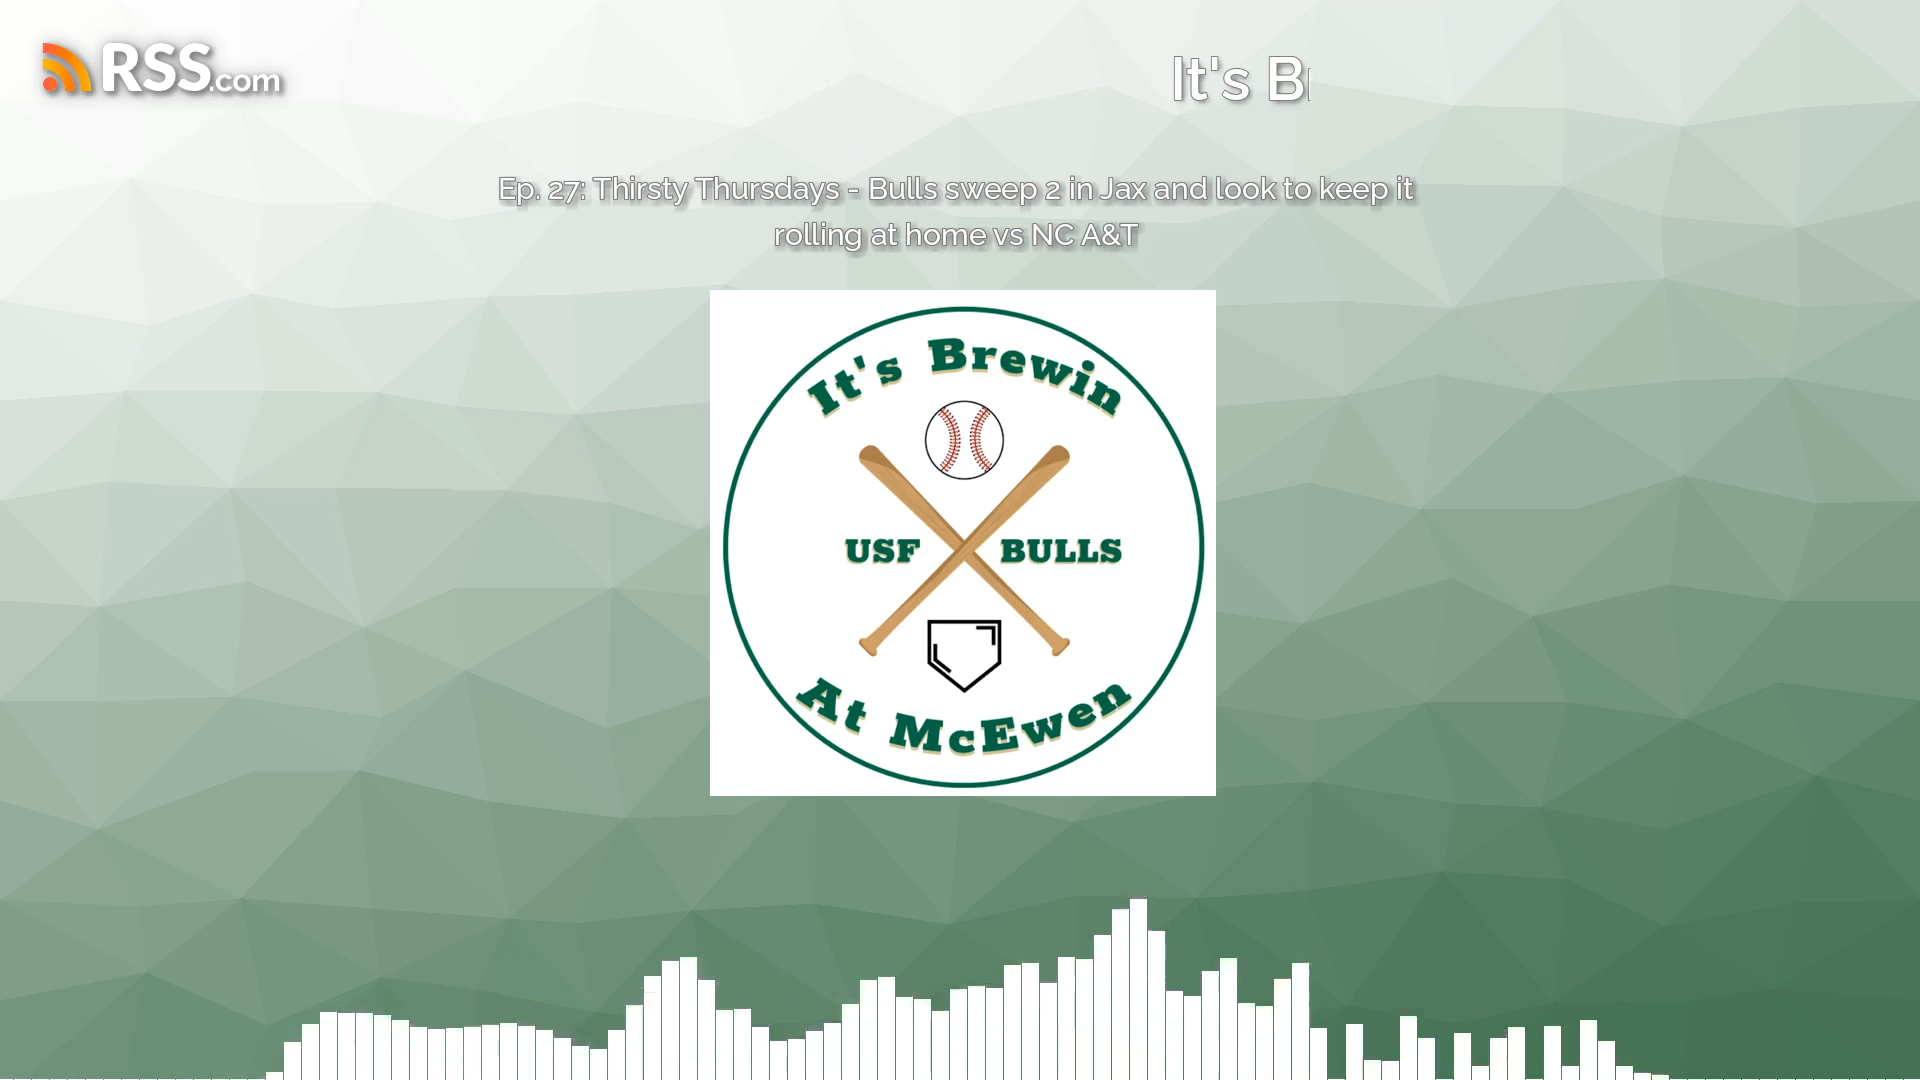 RSS.com
It's B
Ep. 27: Thirsty Thursdays - Bulls sweep 2 in Jax and look to keep it
rolling at home vs NC A&T
It's Brewin
USF BULLS
At McEwen